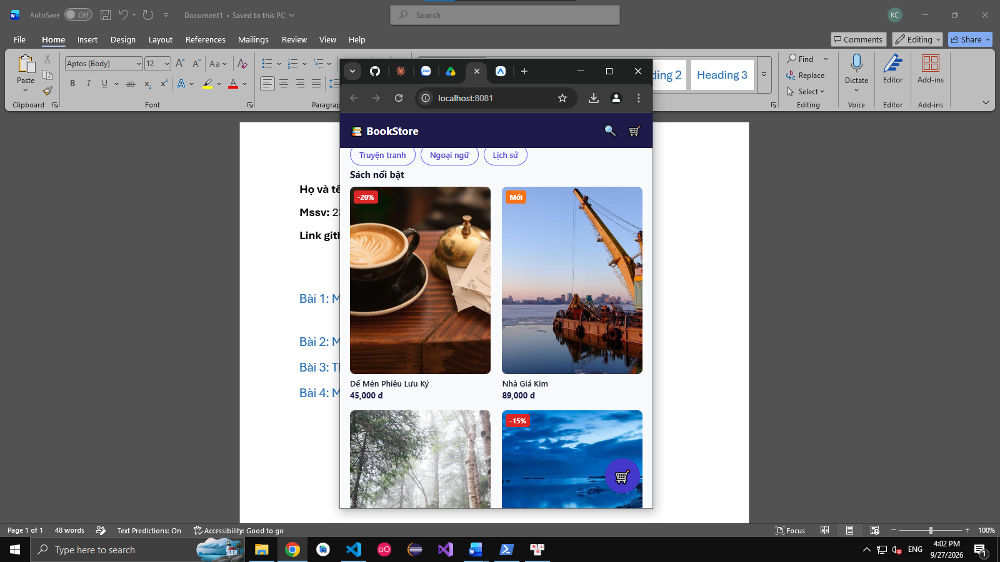 AutoSave Off
Document1 • Saved to this PC
Search
KC
File Home Insert Design Layout References Mailings Review View Help
Comments Editing Share
Paste
Clipboard
Aptos (Body) 12
Font
Paragrap
ding 2
Heading 3
Find
Replace
Select
Editing
Dictate
Voice
Editor
Editor
Add-ins
Add-ins
localhost:8081
BookStore
Truyện tranh
Ngoại ngữ
Lịch sử
Sách nổi bật
-20%
Mới
Dế Mèn Phiêu Lưu Ký
45,000 đ
Nhà Giả Kim
89,000 đ
-15%
Họ và tê
Mssv: 2
Link gith
Bài 1: M
Bài 2: M
Bài 3: T
Bài 4: M
Page 1 of 1 48 words Text Predictions: On Accessibility: Good to go Focus 100%
Type here to search
ENG
4:02 PM
9/27/2026
1